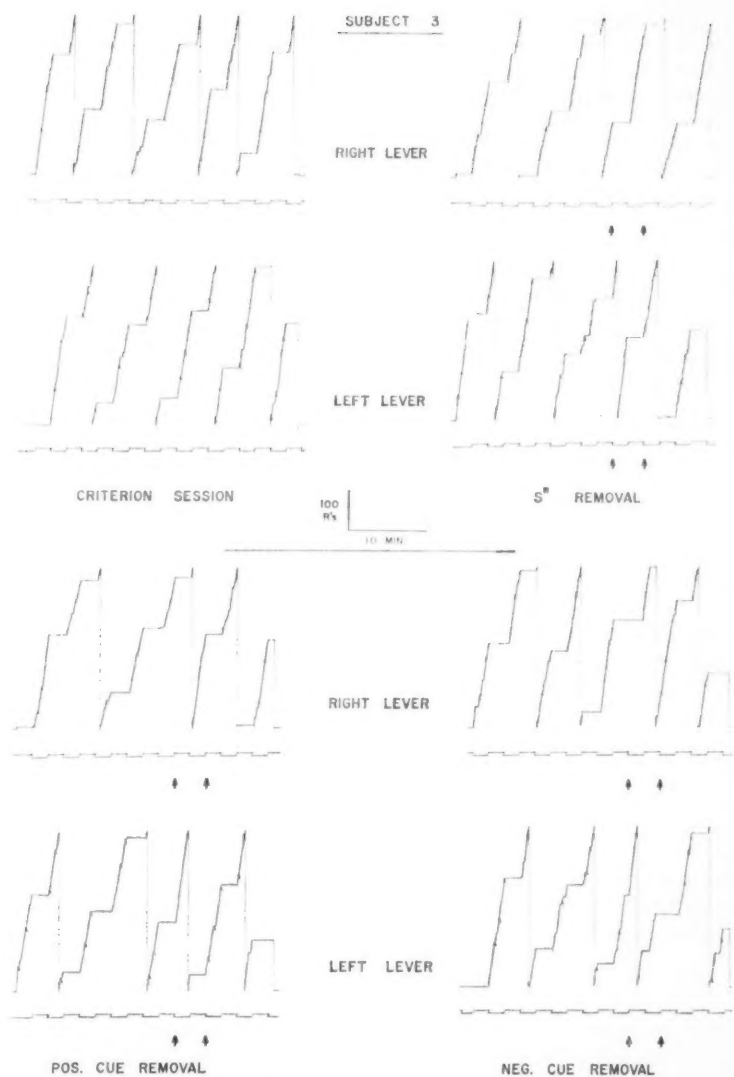 SUBJECT 3
RIGHT LEVER
LEFT LEVER
CRITERION SESSION
100
R's
10 MIN.
Sᴿ REMOVAL
RIGHT LEVER
LEFT LEVER
POS. CUE REMOVAL
NEG. CUE REMOVAL